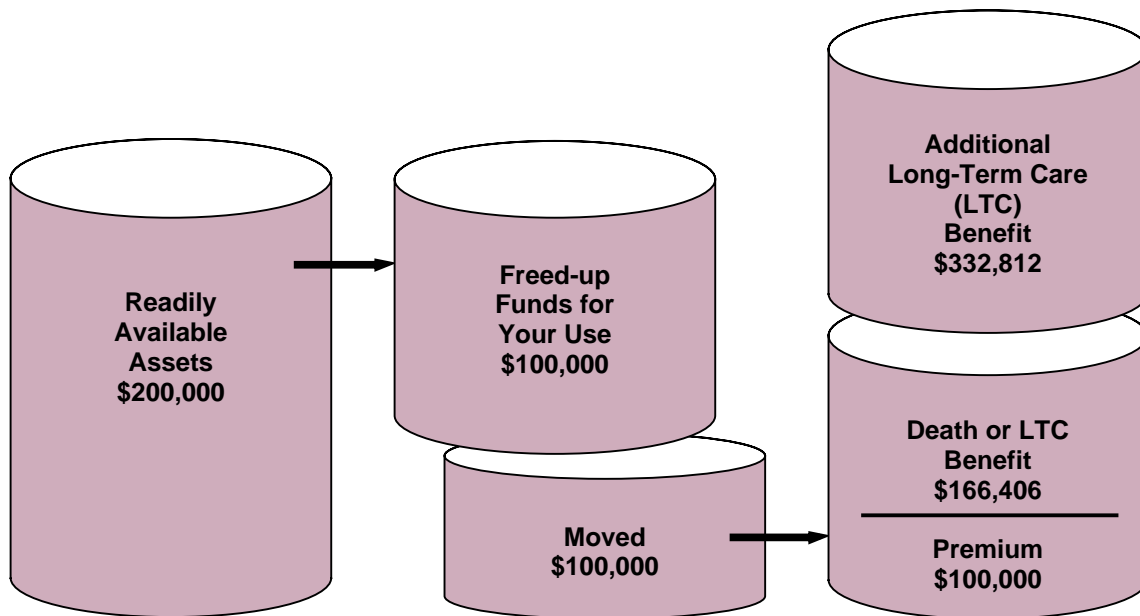 Readily
Available
Assets
$200,000
Freed-up
Funds for
Your Use
$100,000
Moved
$100,000
Additional
Long-Term Care
(LTC)
Benefit
$332,812
Death or LTC
Benefit
$166,406
Premium
$100,000